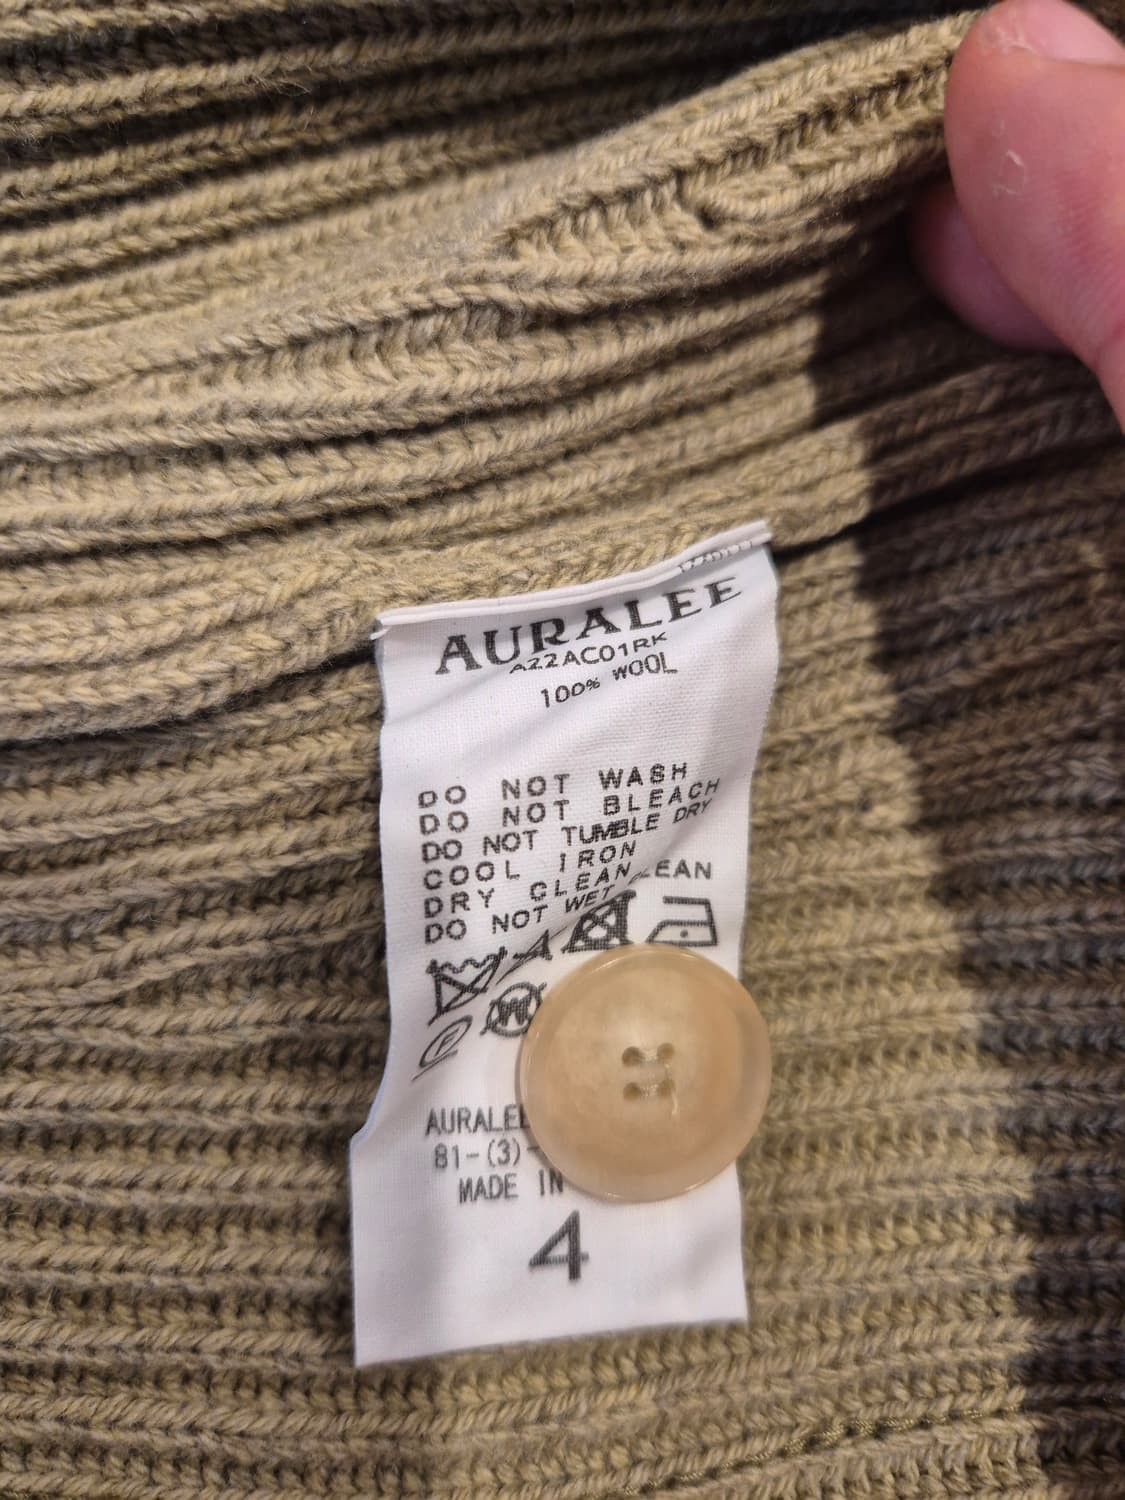 AURALEE
A22AC01RK
100% WOOL
DO NOT WASH
DO NOT BLEACH
DO NOT TUMBLE DRY
COOL IRON
DRY CLEAN
DO NOT WET CLEAN
W
P
AURALEE
81-(3)-
MADE IN
4